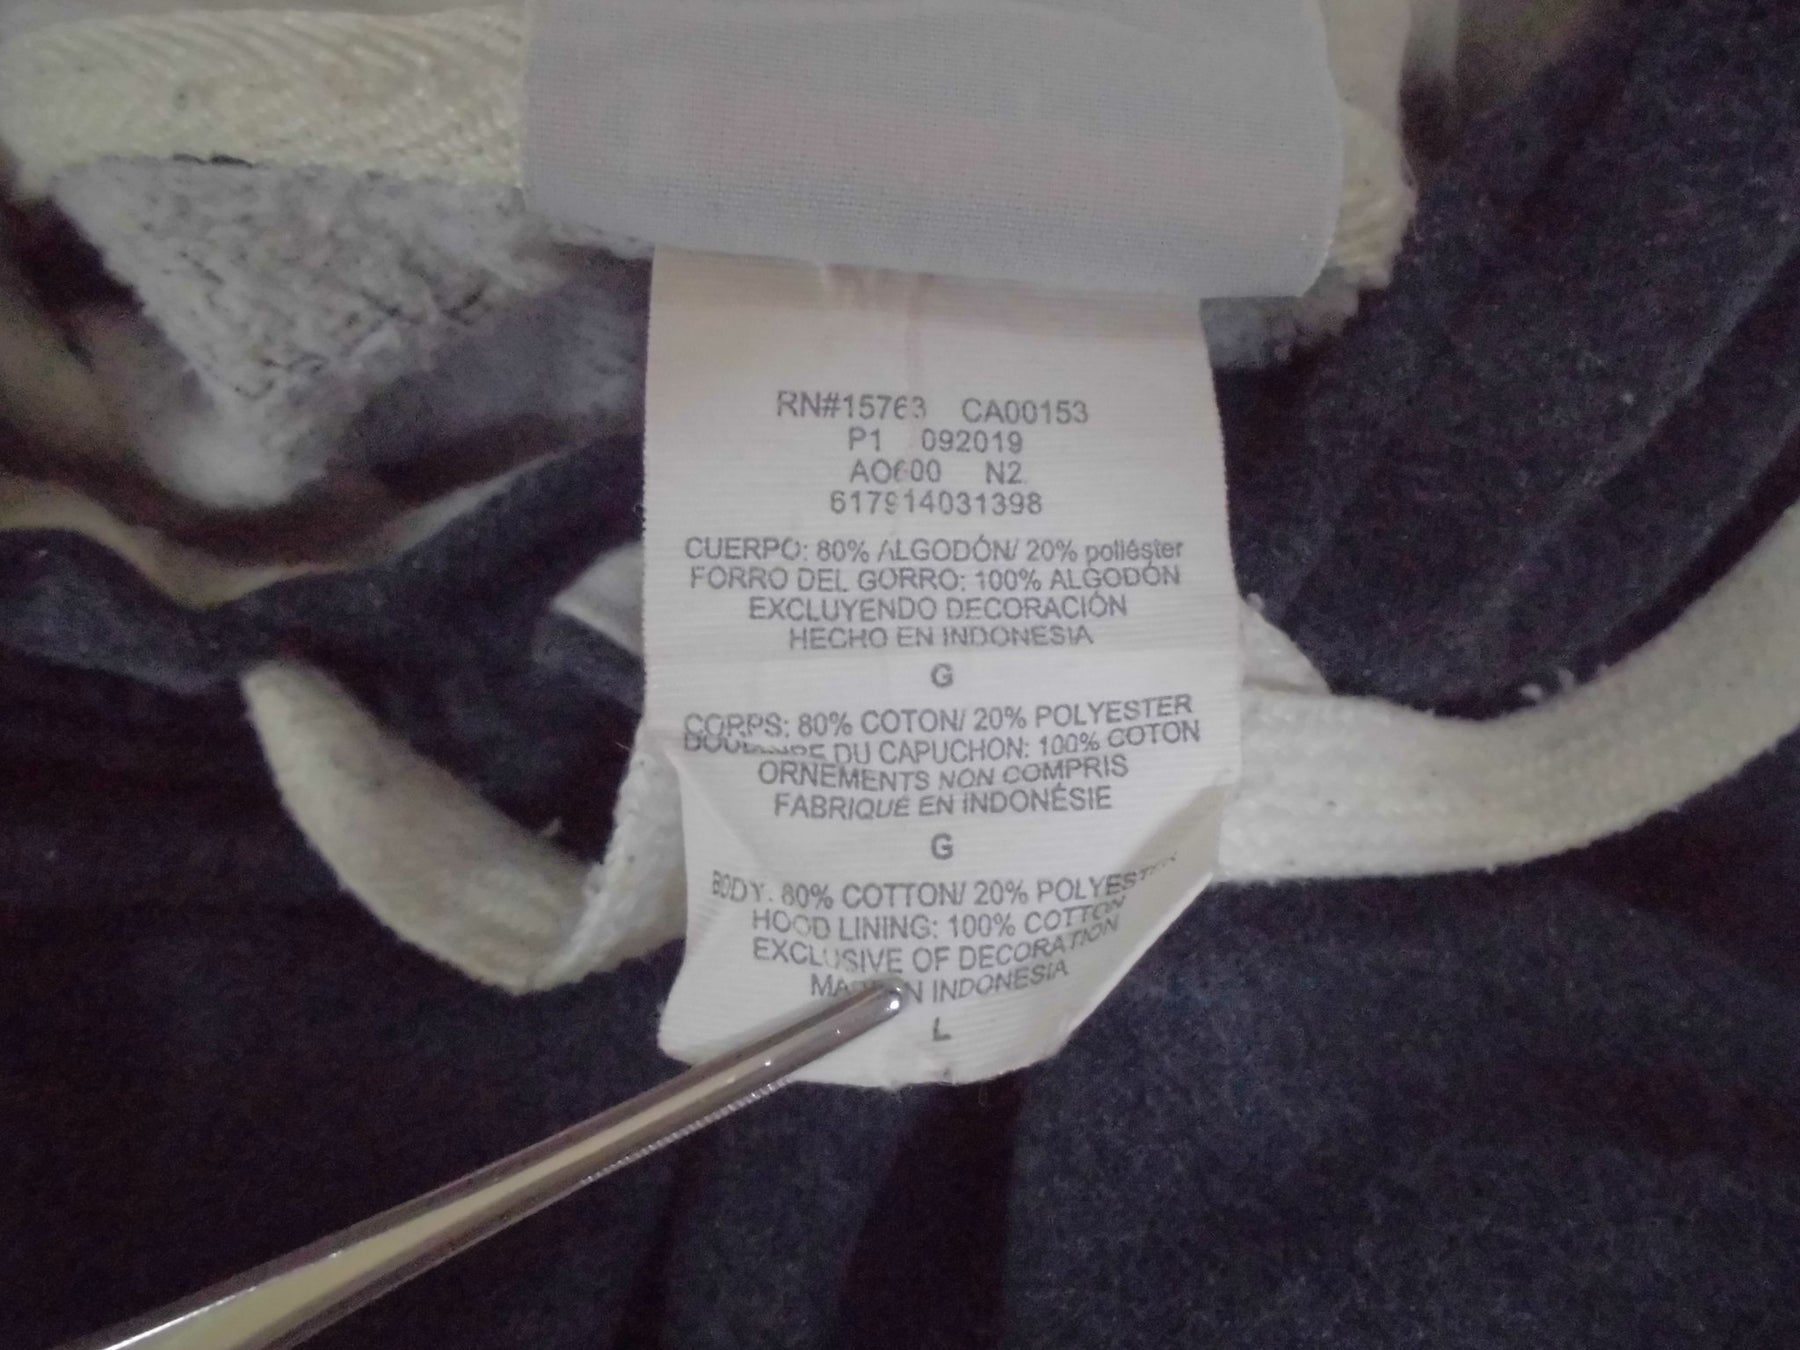 RN#15763 CA00153
P1 092019
AO600 N2
617914031398
CUERPO: 80% ALGODÓN/ 20% poliéster
FORRO DEL GORRO: 100% ALGODÓN
EXCLUYENDO DECORACIÓN
HECHO EN INDONESIA
G
CORPS: 80% COTON/ 20% POLYESTER
DU CAPUCHON: 100% COTON
ORNEMENTS NON COMPRIS
FABRIQUÉ EN INDONÉSIE
G
BODY: 80% COTTON/ 20% POLYESTER
HOOD LINING: 100% COTTON
EXCLUSIVE OF DECORATION
INDONESIA
L